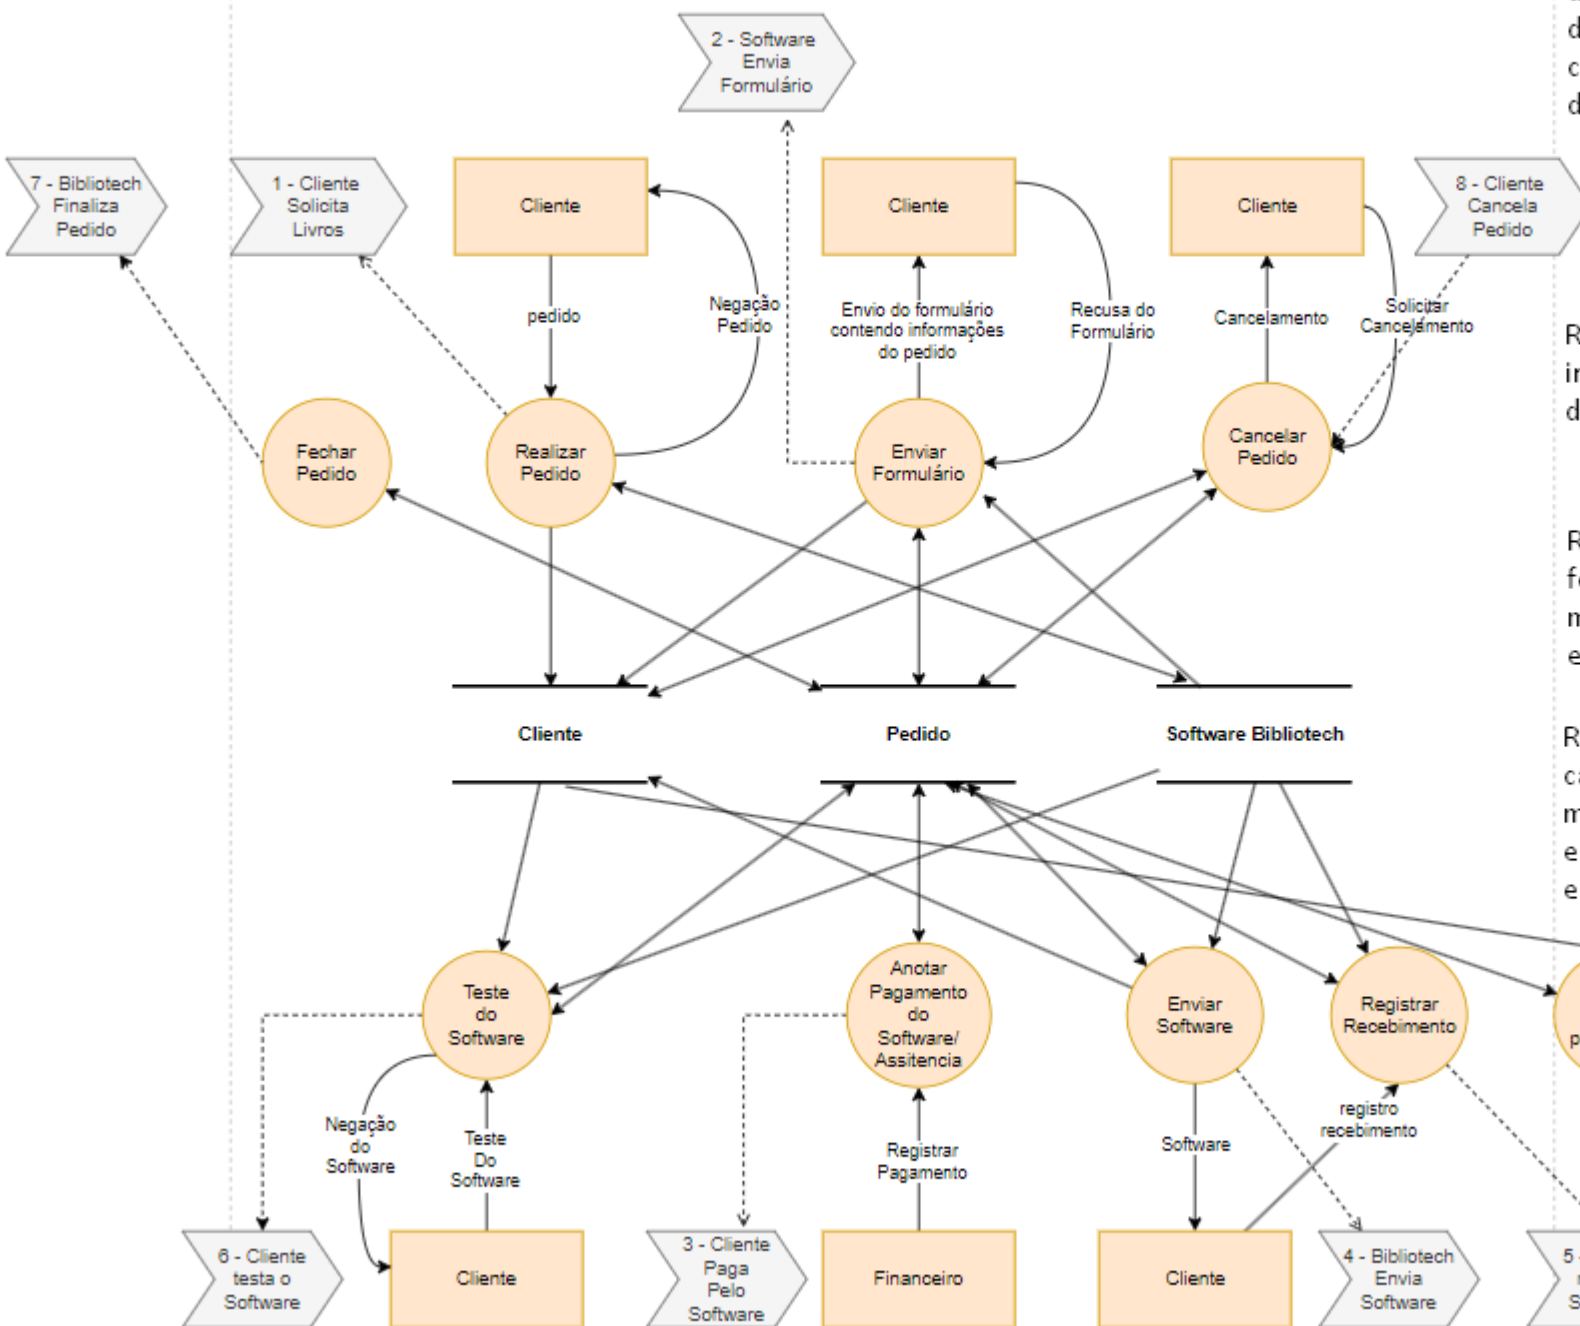 2 - Software
Envia
Formulário
7 - Bibliotech
Finaliza
Pedido
1 - Cliente
Solicita
Livros
Cliente
Cliente
Cliente
8 - Cliente
Cancela
Pedido
pedido
Negação
Pedido
Envio do formulário
contendo informações
do pedido
Recusa do
Formulário
Cancelamento
Solicitar
Cancelamento
Fechar
Pedido
Realizar
Pedido
Enviar
Formulário
Cancelar
Pedido
Cliente
Pedido
Software Bibliotech
Teste
do
Software
Anotar
Pagamento
do
Software/
Assitencia
Enviar
Software
Registrar
Recebimento
Negação
do
Software
Teste
Do
Software
Registrar
Pagamento
Software
registro
recebimento
6 - Cliente
testa o
Software
Cliente
3 - Cliente
Paga
Pelo
Software
Financeiro
Cliente
4 - Bibliotech
Envia
Software